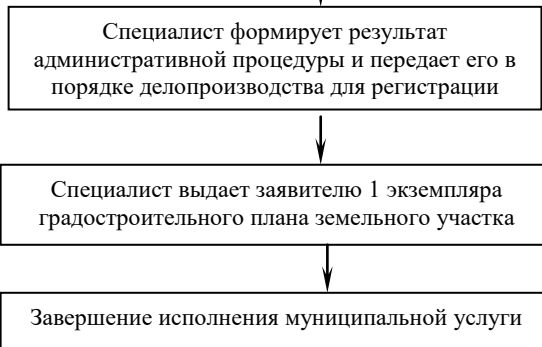 Специалист формирует результат
административной процедуры и передает его в
порядке делопроизводства для регистрации
Специалист выдает заявителю 1 экземпляра
градостроительного плана земельного участка
Завершение исполнения муниципальной услуги